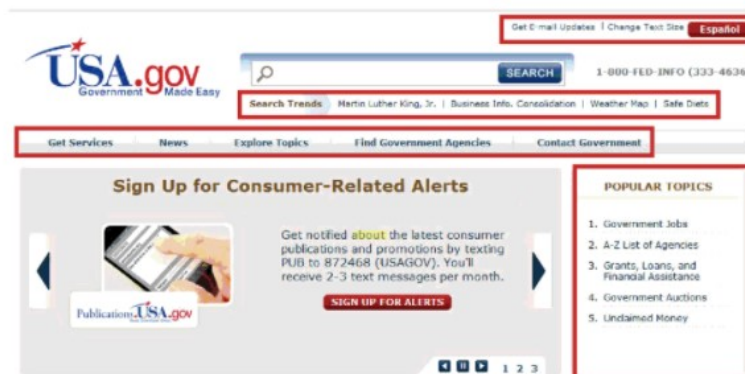 Get E-mail Updates | Change Text Size Español
USA.gov
Government Made Easy
SEARCH 1-800-FED-INFO (333-4636
Search Trends Martin Luther King, Jr. | Business Info. Consolidation | Weather Map | Safe Diets
Get Services News Explore Topics Find Government Agencies Contact Government
Sign Up for Consumer-Related Alerts
Get notified about the latest consumer
publications and promotions by texting
PUB to 872468 (USAGOV). You'll
receive 2-3 text messages per month.
SIGN UP FOR ALERTS
Publications.USA.gov
1 2 3
POPULAR TOPICS
1. Government Jobs
2. A-Z List of Agencies
3. Grants, Loans, and
Financial Assistance
4. Government Auctions
5. Unclaimed Money